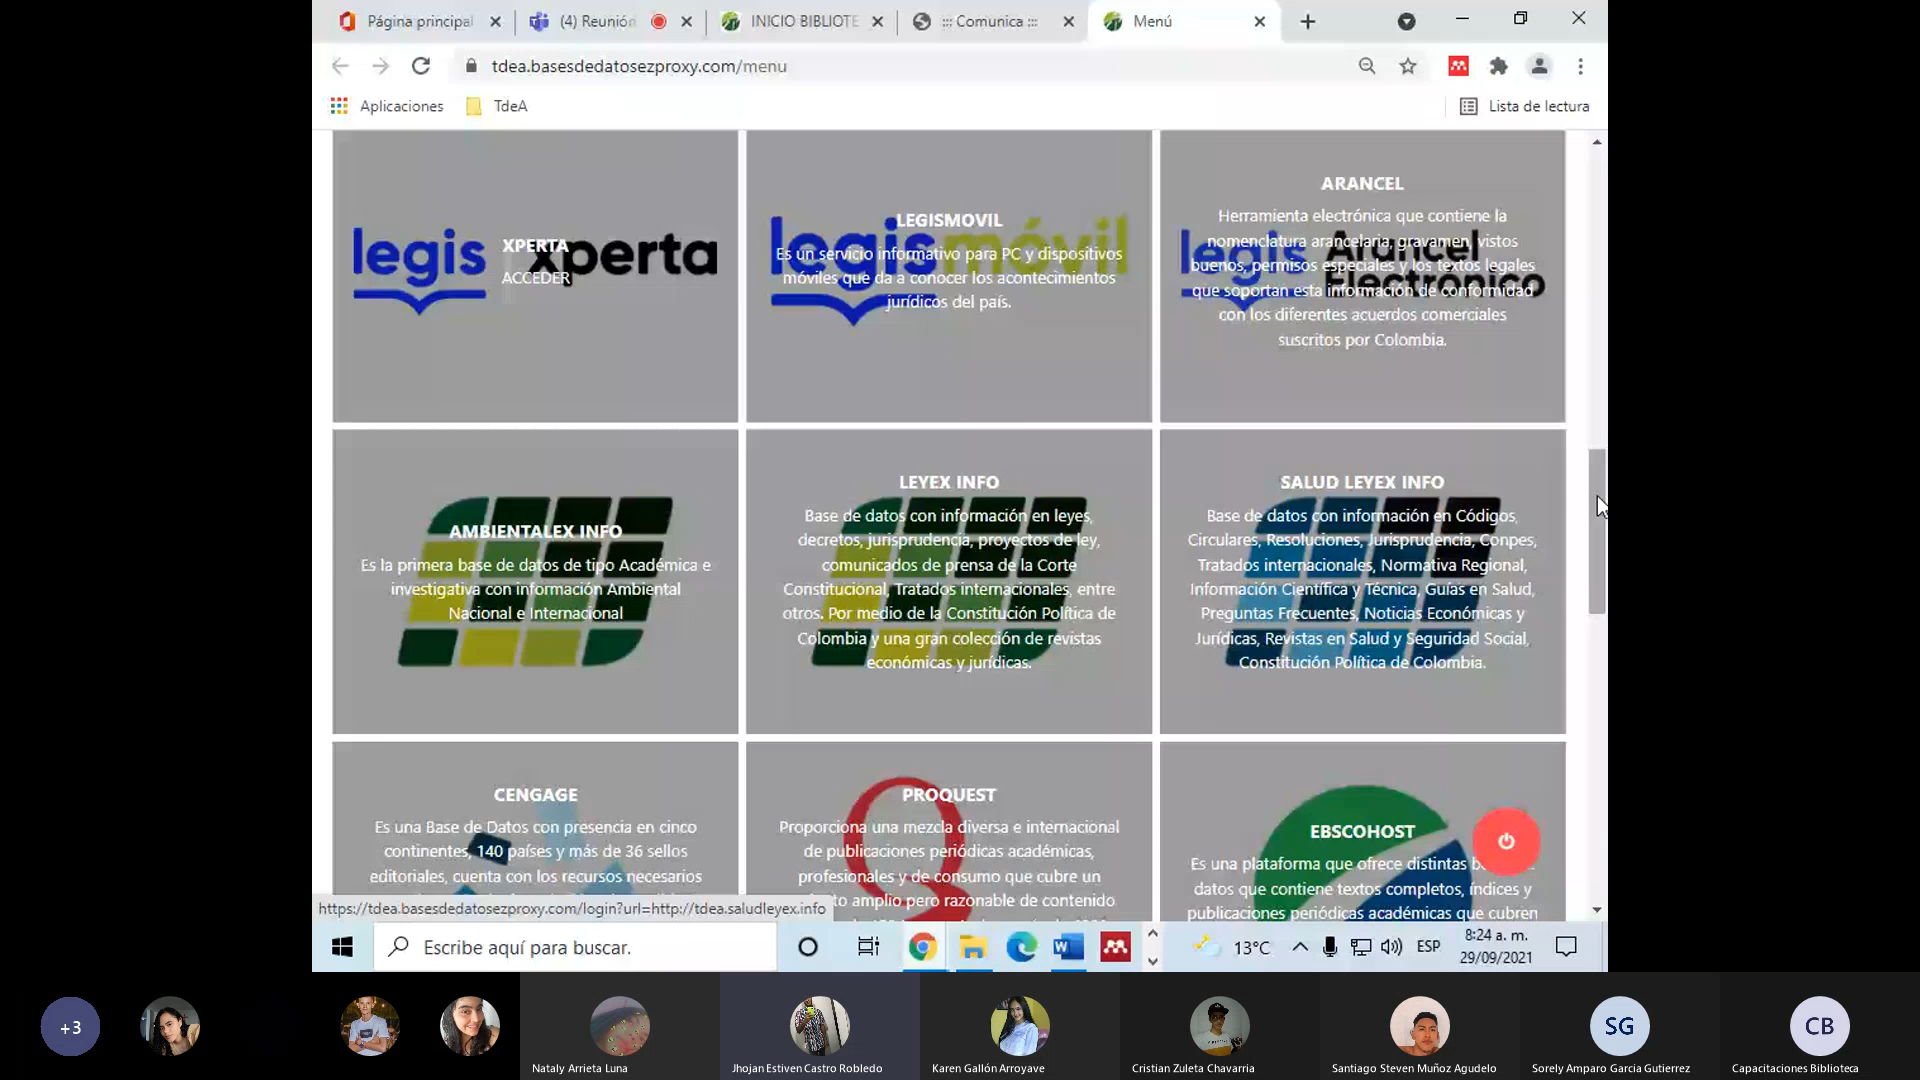 Página principal
(4) Reunión
INICIO BIBLIOTE
::: Comunica :::
Menú
tdea.basesdedatosezproxy.com/menu
Aplicaciones
TdeA
Lista de lectura
legis xperta
XPERTA
ACCEDER
legismóvil
LEGISMOVIL
Es un servicio informativo para PC y dispositivos
móviles que da a conocer los acontecimientos
jurídicos del país.
legis Arancel
Electrónico
ARANCEL
Herramienta electrónica que contiene la
nomenclatura arancelaria, gravamen, vistos
buenos, permisos especiales y los textos legales
que soportan esta información de conformidad
con los diferentes acuerdos comerciales
suscritos por Colombia.
AMBIENTALEX INFO
Es la primera base de datos de tipo Académica e
investigativa con información Ambiental
Nacional e Internacional
LEYEX INFO
Base de datos con información en leyes,
decretos, jurisprudencia, proyectos de ley,
comunicados de prensa de la Corte
Constitucional, Tratados internacionales, entre
otros. Por medio de la Constitución Política de
Colombia y una gran colección de revistas
económicas y jurídicas.
SALUD LEYEX INFO
Base de datos con información en Códigos,
Circulares, Resoluciones, Jurisprudencia, Conpes,
Tratados internacionales, Normativa Regional,
Información Científica y Técnica, Guías en Salud,
Preguntas Frecuentes, Noticias Económicas y
Jurídicas, Revistas en Salud y Seguridad Social,
Constitución Política de Colombia.
CENGAGE
Es una Base de Datos con presencia en cinco
continentes, 140 países y más de 36 sellos
editoriales, cuenta con los recursos necesarios
PROQUEST
Proporciona una mezcla diversa e internacional
de publicaciones periódicas académicas,
profesionales y de consumo que cubre un
amplio pero razonable de contenido
EBSCOHOST
Es una plataforma que ofrece distintas
datos que contiene textos completos, índices y
publicaciones periódicas académicas que cubren
https://tdea.basesdedatosezproxy.com/login?url=http://tdea.saludleyex.info
Escribe aquí para buscar.
13°C
ESP
8:24 a. m.
29/09/2021
+3
SG
CB
Nataly Arrieta Luna
Jhojan Estiven Castro Robledo
Karen Gallón Arroyave
Cristian Zuleta Chavarria
Santiago Steven Muñoz Agudelo
Sorely Amparo Garcia Gutierrez
Capacitaciones Biblioteca